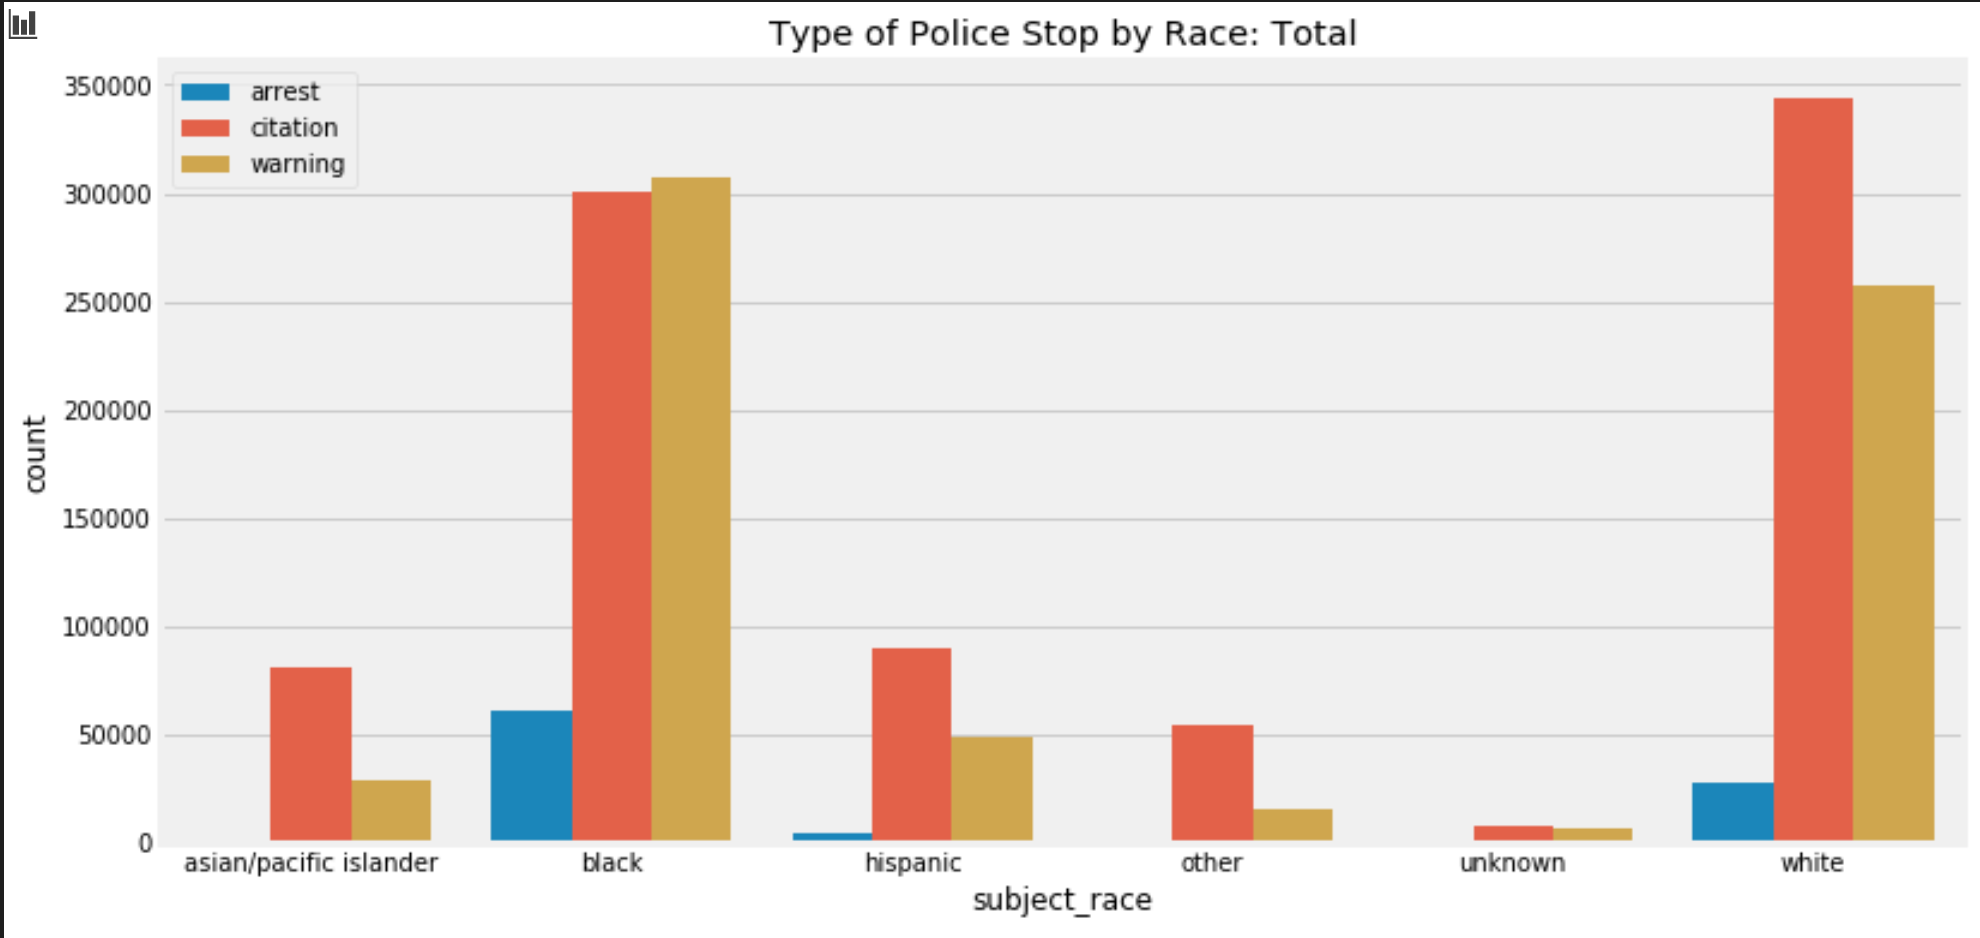 Type of Police Stop by Race: Total
arrest
citation
warning
350000
300000
250000
200000
150000
100000
50000
0
count
asian/pacific islander
black
hispanic
other
unknown
white
subject_race